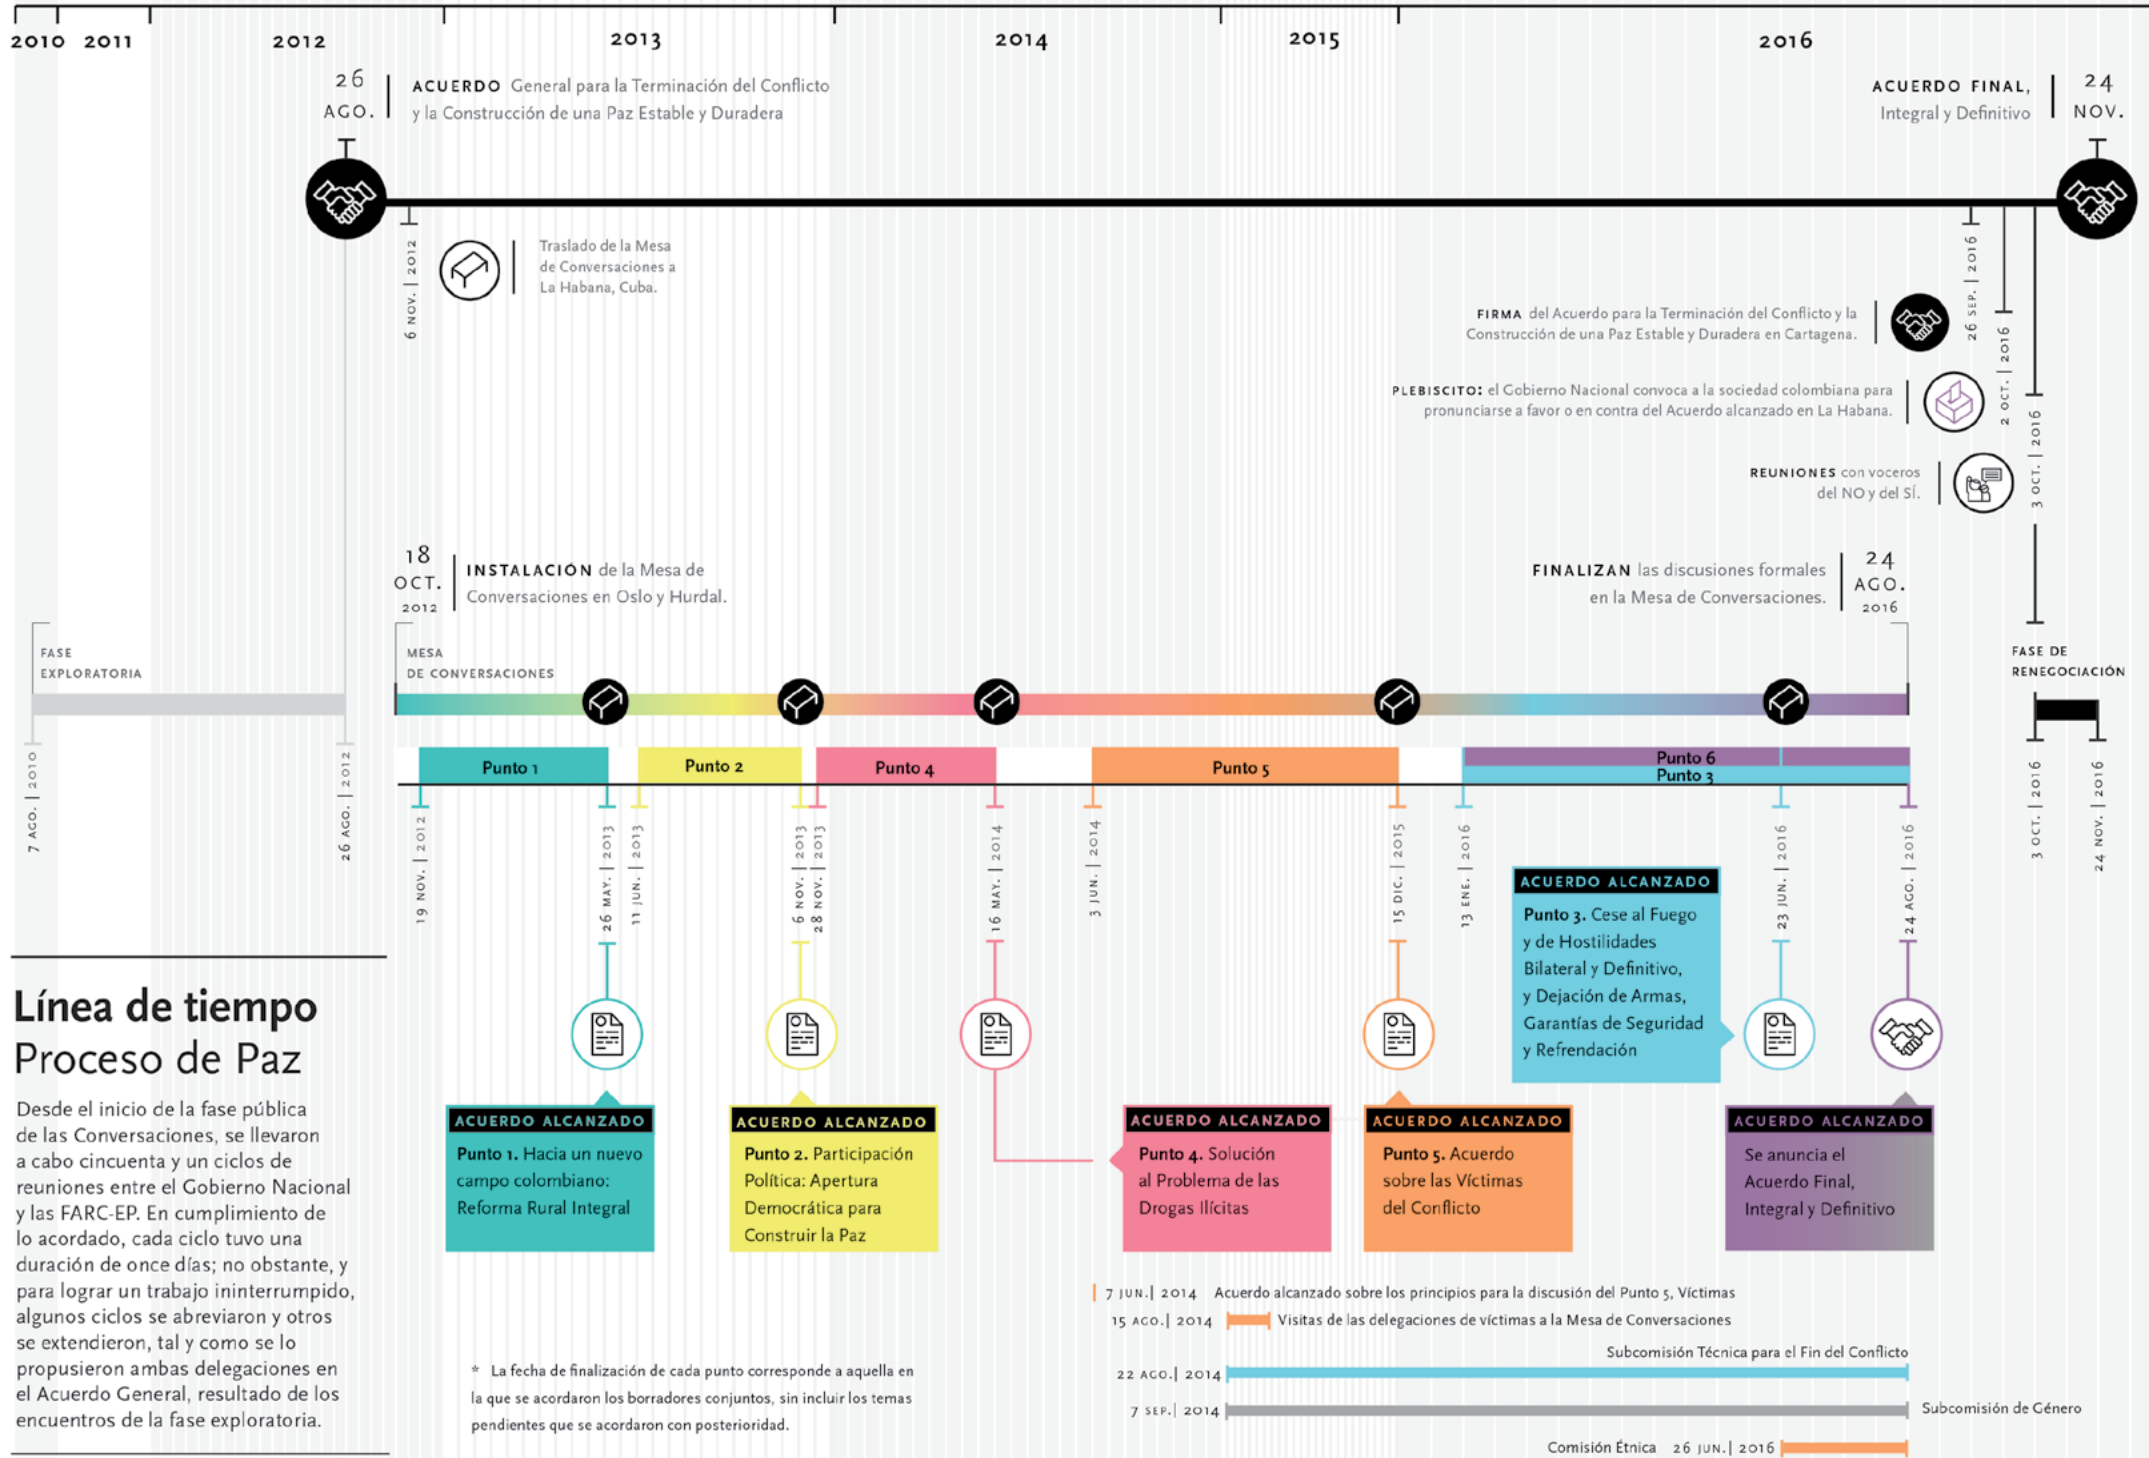 2010 2011 2012 2013 2014 2015 2016
26
AGO.
ACUERDO General para la Terminación del Conflicto
y la Construcción de una Paz Estable y Duradera
ACUERDO FINAL,
Integral y Definitivo
24
NOV.
6 NOV. | 2012
Traslado de la Mesa
de Conversaciones a
La Habana, Cuba.
FIRMA del Acuerdo para la Terminación del Conflicto y la
Construcción de una Paz Estable y Duradera en Cartagena.
26 SEP. | 2016
PLEBISCITO: el Gobierno Nacional convoca a la sociedad colombiana para
pronunciarse a favor o en contra del Acuerdo alcanzado en La Habana.
2 OCT. | 2016
REUNIONES con voceros
del NO y del SÍ.
3 OCT. | 2016
18
OCT.
2012
INSTALACIÓN de la Mesa de
Conversaciones en Oslo y Hurdal.
FINALIZAN las discusiones formales
en la Mesa de Conversaciones.
24
AGO.
2016
FASE
EXPLORATORIA
MESA
DE CONVERSACIONES
FASE DE
RENEGOCIACIÓN
Punto 1
Punto 2
Punto 4
Punto 5
Punto 6
Punto 3
7 AGO. | 2010
26 AGO. | 2012
19 NOV. | 2012
26 MAY. | 2013
11 JUN. | 2013
6 NOV. | 2013
28 NOV. | 2013
16 MAY. | 2014
3 JUN. | 2014
15 DIC. | 2015
13 ENE. | 2016
23 JUN. | 2016
24 AGO. | 2016
3 OCT. | 2016
24 NOV. | 2016
ACUERDO ALCANZADO
Punto 3. Cese al Fuego
y de Hostilidades
Bilateral y Definitivo,
y Dejación de Armas,
Garantías de Seguridad
y Refrendación
Línea de tiempo
Proceso de Paz
Desde el inicio de la fase pública
de las Conversaciones, se llevaron
a cabo cincuenta y un ciclos de
reuniones entre el Gobierno Nacional
y las FARC-EP. En cumplimiento de
lo acordado, cada ciclo tuvo una
duración de once días; no obstante, y
para lograr un trabajo ininterrumpido,
algunos ciclos se abreviaron y otros
se extendieron, tal y como se lo
propusieron ambas delegaciones en
el Acuerdo General, resultado de los
encuentros de la fase exploratoria.
ACUERDO ALCANZADO
Punto 1. Hacia un nuevo
campo colombiano:
Reforma Rural Integral
ACUERDO ALCANZADO
Punto 2. Participación
Política: Apertura
Democrática para
Construir la Paz
ACUERDO ALCANZADO
Punto 4. Solución
al Problema de las
Drogas Ilícitas
ACUERDO ALCANZADO
Punto 5. Acuerdo
sobre las Víctimas
del Conflicto
ACUERDO ALCANZADO
Se anuncia el
Acuerdo Final,
Integral y Definitivo
7 JUN.| 2014 Acuerdo alcanzado sobre los principios para la discusión del Punto 5, Víctimas
15 AGO.| 2014 Visitas de las delegaciones de víctimas a la Mesa de Conversaciones
Subcomisión Técnica para el Fin del Conflicto
22 AGO.| 2014
7 SEP.| 2014 Subcomisión de Género
Comisión Étnica 26 JUN.| 2016
* La fecha de finalización de cada punto corresponde a aquella en
la que se acordaron los borradores conjuntos, sin incluir los temas
pendientes que se acordaron con posterioridad.